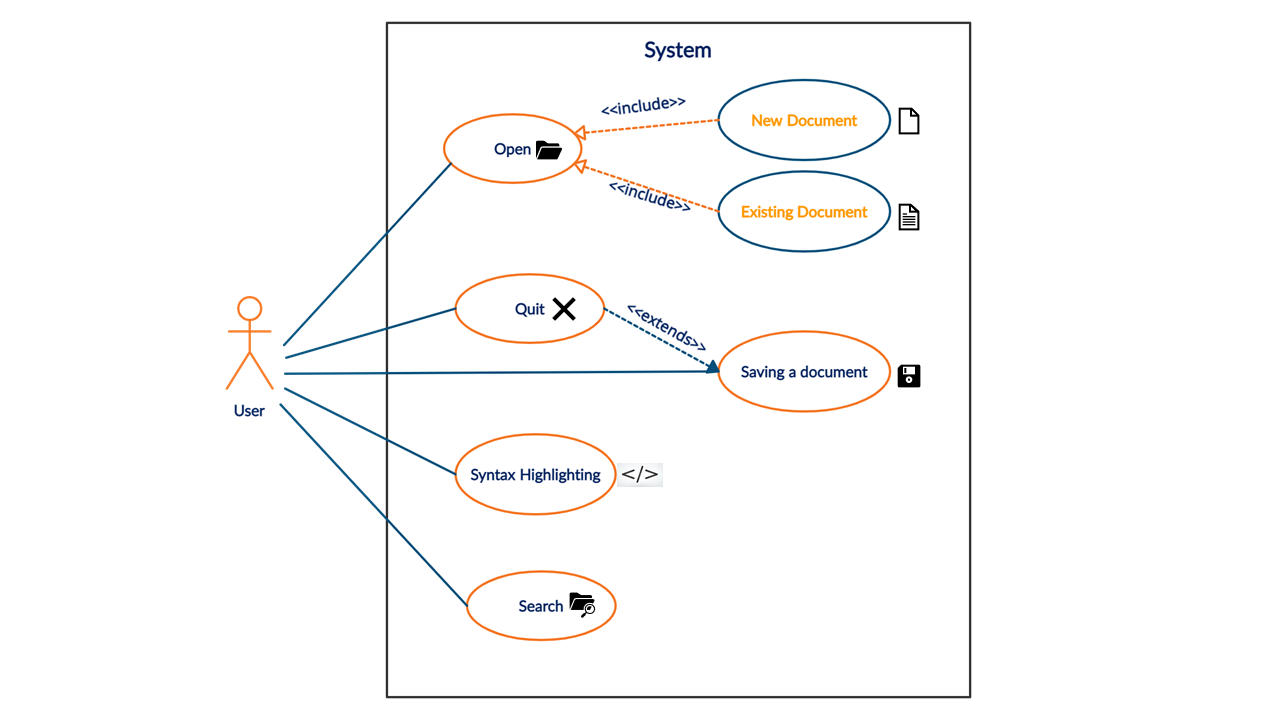 System
<<include>>
New Document
Open
<<include>>
Existing Document
Quit
<<extends>>
Saving a document
User
Syntax Highlighting
</>
Search